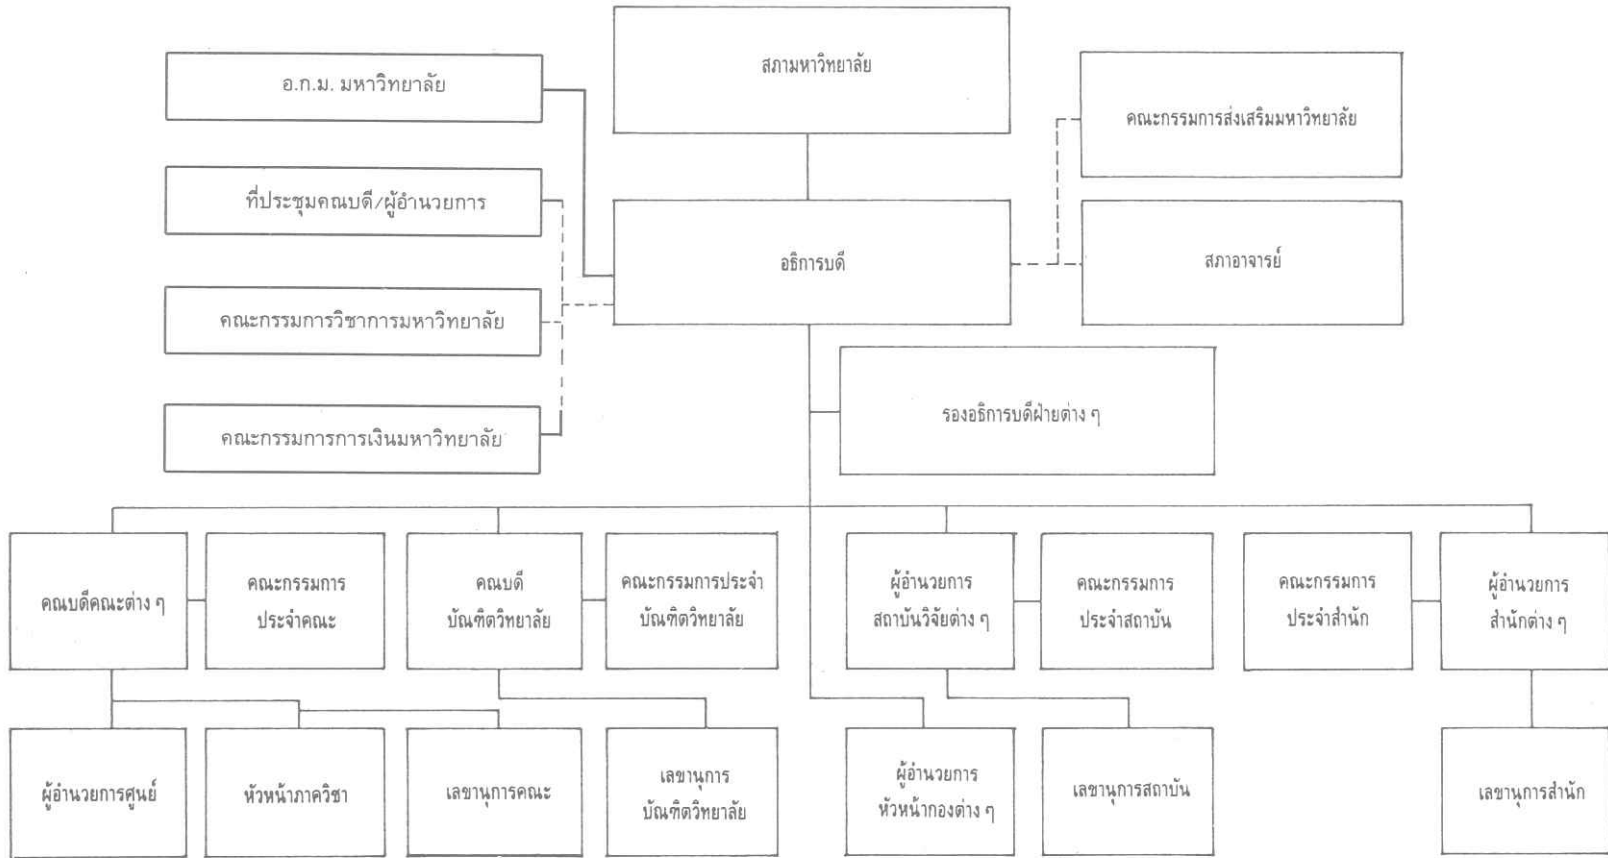 สภามหาวิทยาลัย
อ.ก.ม. มหาวิทยาลัย
คณะกรรมการส่งเสริมมหาวิทยาลัย
ที่ประชุมคณบดี/ผู้อำนวยการ
อธิการบดี
สภาอาจารย์
คณะกรรมการวิชาการมหาวิทยาลัย
รองอธิการบดีฝ่ายต่าง ๆ
คณะกรรมการการเงินมหาวิทยาลัย
คณบดีคณะต่าง ๆ
คณะกรรมการ
ประจำคณะ
คณบดี
บัณฑิตวิทยาลัย
คณะกรรมการประจำ
บัณฑิตวิทยาลัย
ผู้อำนวยการ
สถาบันวิจัยต่าง ๆ
คณะกรรมการ
ประจำสถาบัน
คณะกรรมการ
ประจำสำนัก
ผู้อำนวยการ
สำนักต่าง ๆ
ผู้อำนวยการศูนย์
หัวหน้าภาควิชา
เลขานุการคณะ
เลขานุการ
บัณฑิตวิทยาลัย
ผู้อำนวยการ
หัวหน้ากองต่าง ๆ
เลขานุการสถาบัน
เลขานุการสำนัก